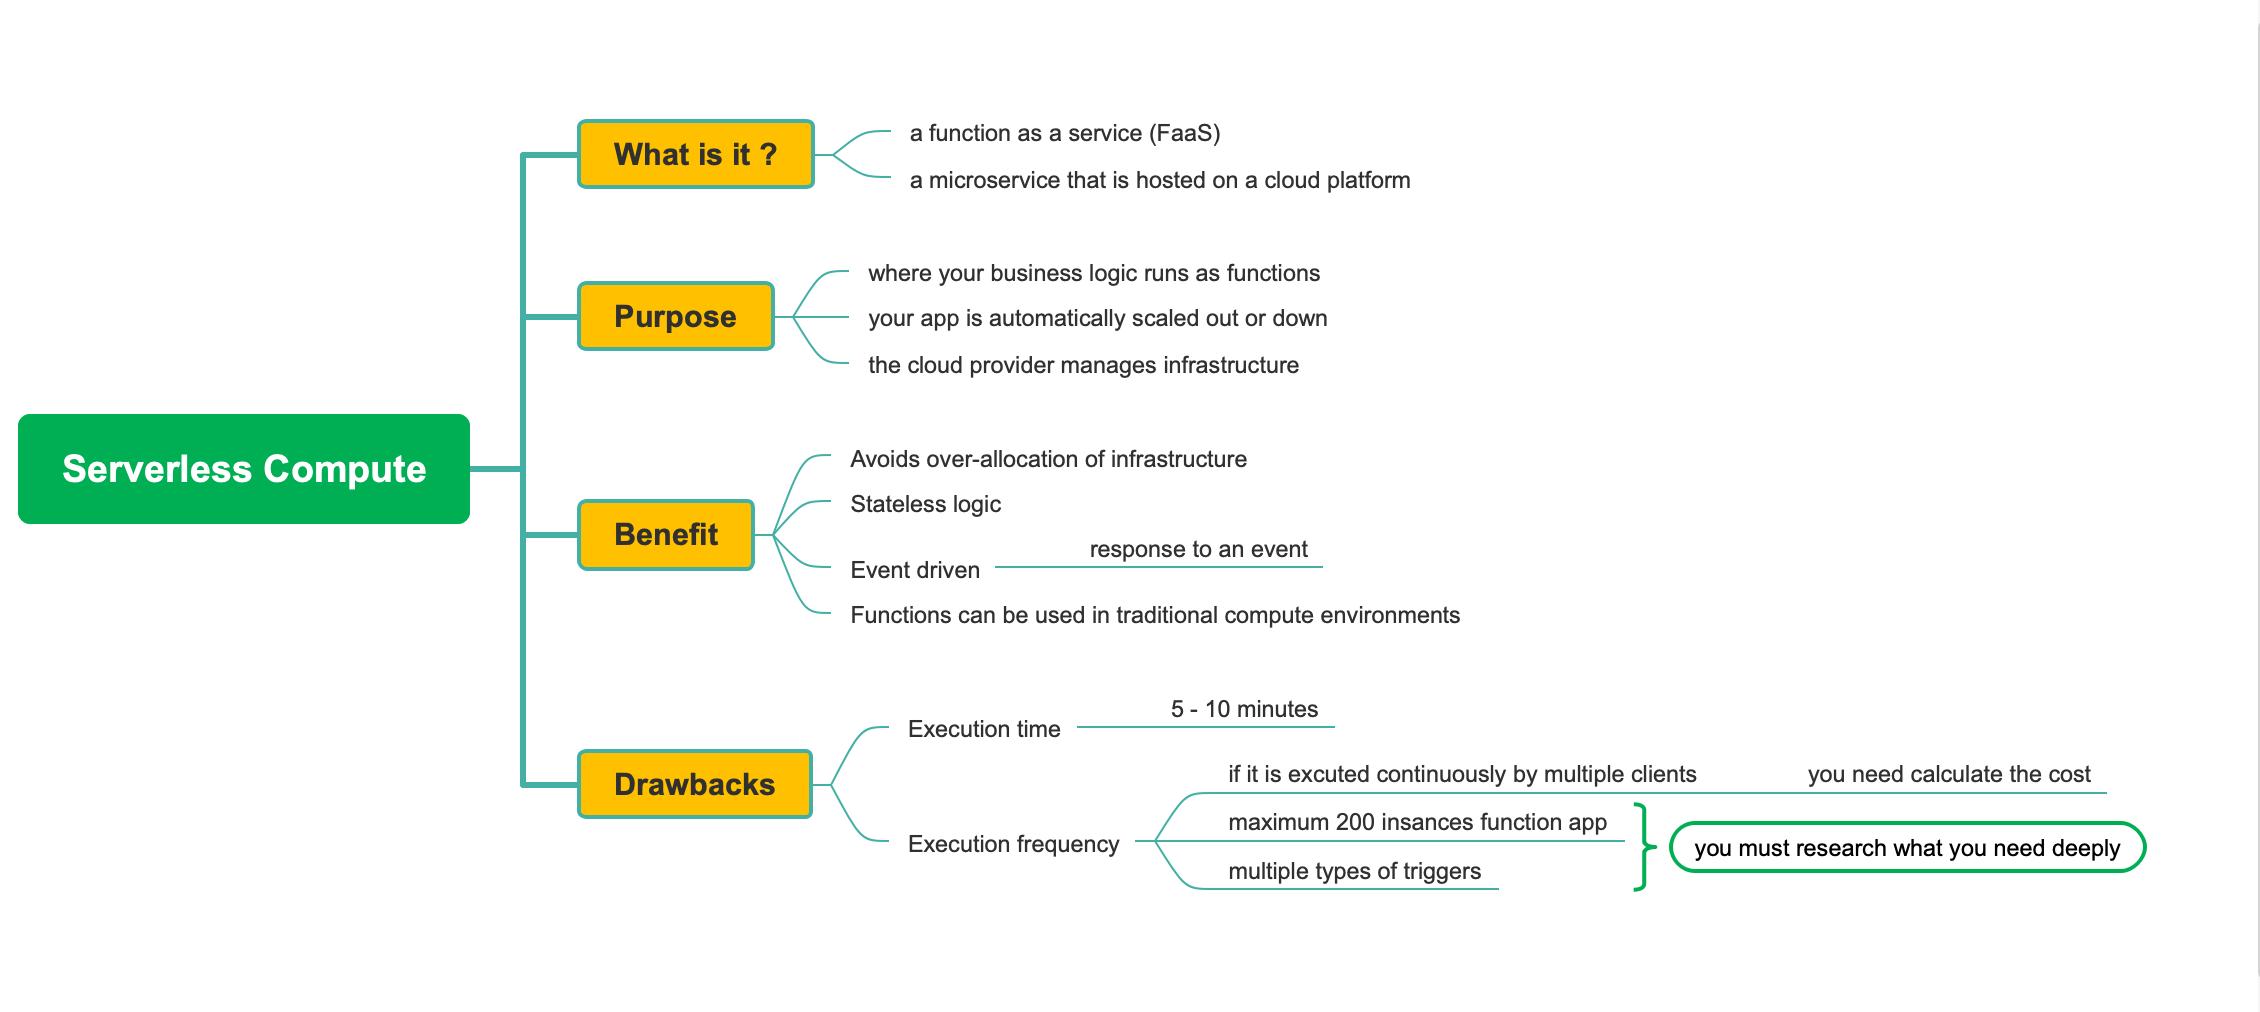 Serverless Compute
What is it ?
a function as a service (FaaS)
a microservice that is hosted on a cloud platform
Purpose
where your business logic runs as functions
your app is automatically scaled out or down
the cloud provider manages infrastructure
Benefit
Avoids over-allocation of infrastructure
Stateless logic
Event driven
response to an event
Functions can be used in traditional compute environments
Drawbacks
Execution time
5 - 10 minutes
Execution frequency
if it is excuted continuously by multiple clients
you need calculate the cost
maximum 200 insances function app
multiple types of triggers
you must research what you need deeply